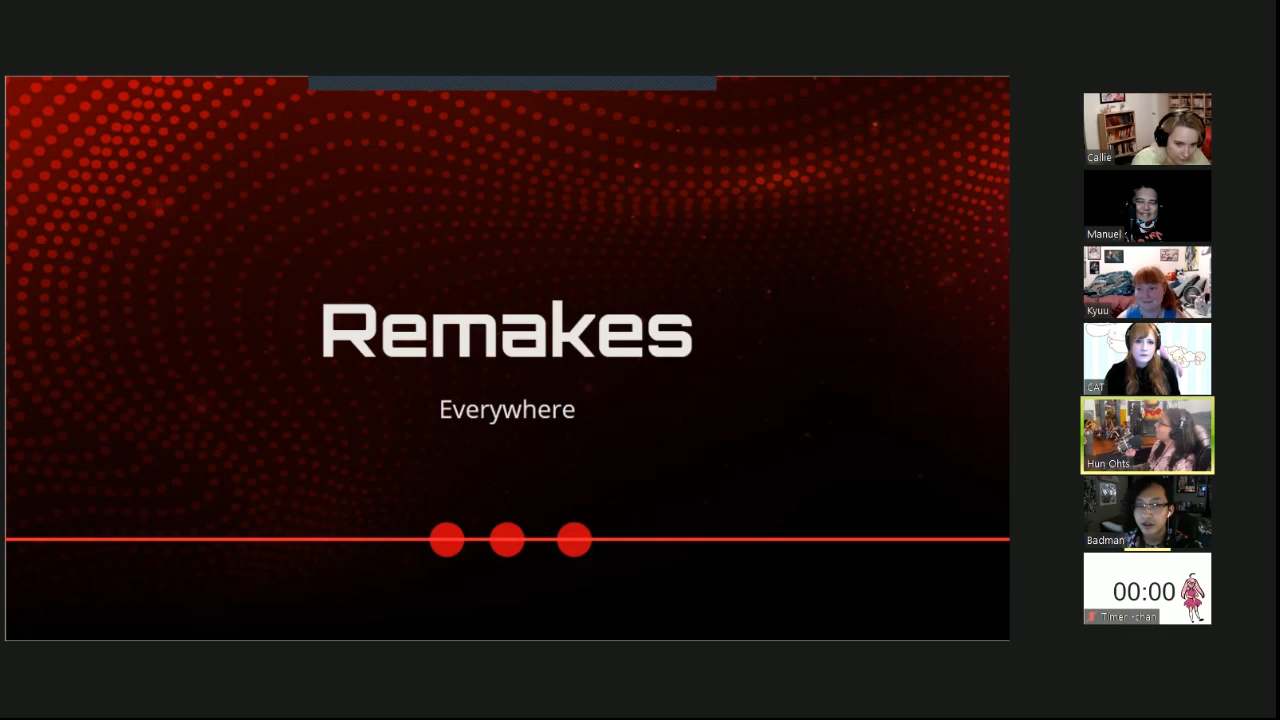 Remakes
Everywhere
Callie
Manuel
Kyuu
CAT
Hun Ohts
Badman
00:00
Timer -chan